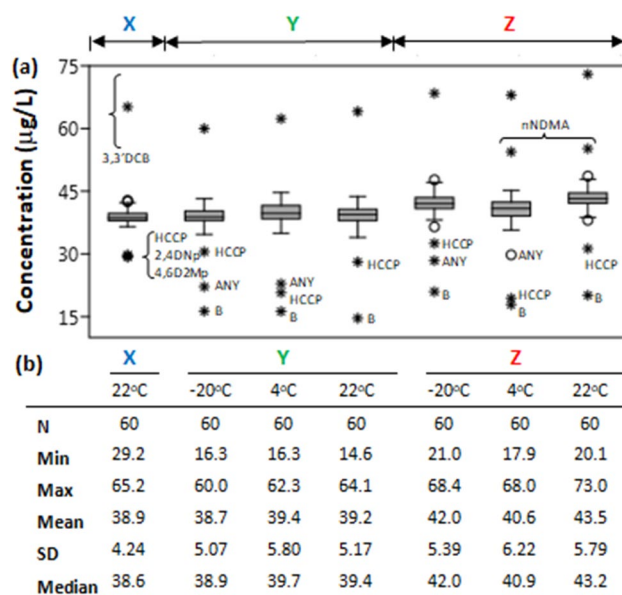 X Y Z
(a)
Concentration (µg/L)
75
60
45
30
15
3,3'DCB
HCCP
2,4DNp
4,6D2Mp
HCCP
ANY
B
ANY
HCCP
B
HCCP
B
HCCP
ANY
B
nNDMA
ANY
HCCP
B
HCCP
B
(b)
X Y Z
22°C -20°C 4°C 22°C -20°C 4°C 22°C
N 60 60 60 60 60 60 60
Min 29.2 16.3 16.3 14.6 21.0 17.9 20.1
Max 65.2 60.0 62.3 64.1 68.4 68.0 73.0
Mean 38.9 38.7 39.4 39.2 42.0 40.6 43.5
SD 4.24 5.07 5.80 5.17 5.39 6.22 5.79
Median 38.6 38.9 39.7 39.4 42.0 40.9 43.2